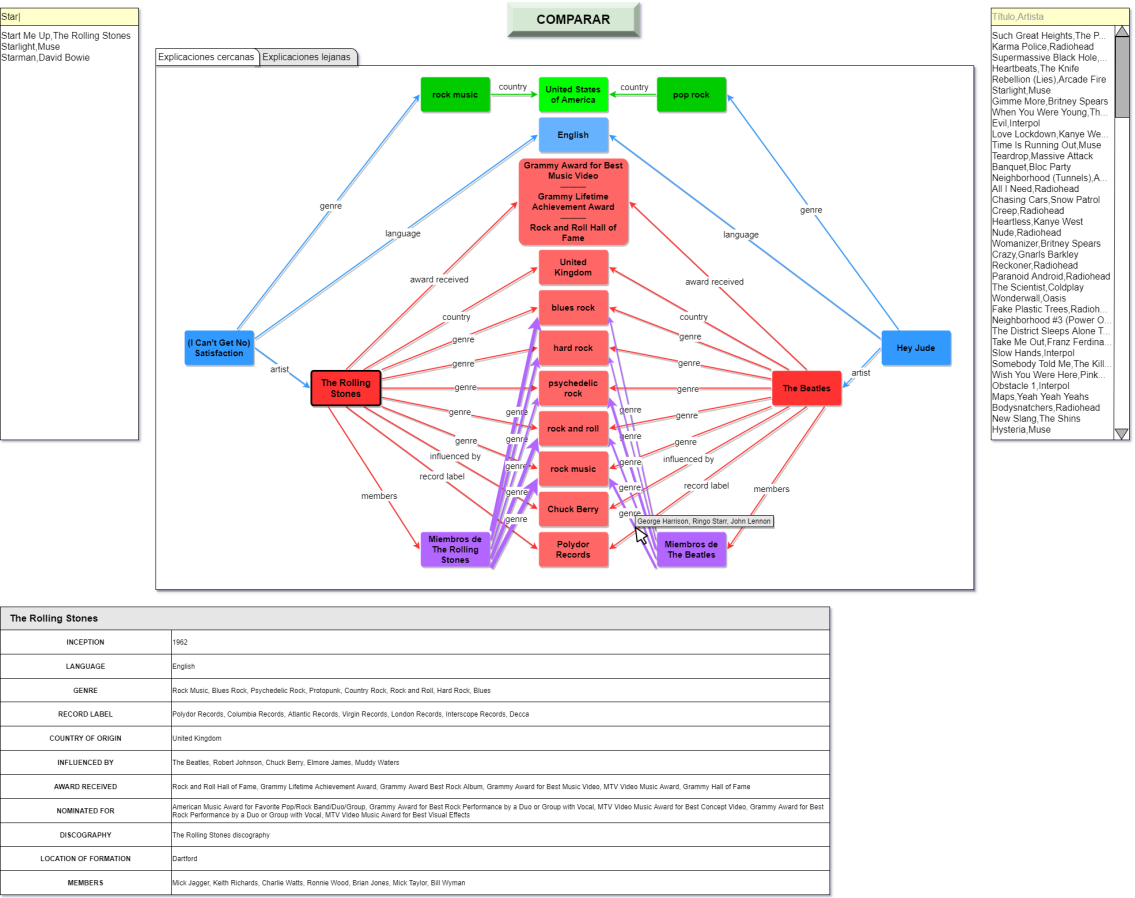 Star|
Start Me Up,The Rolling Stones
Starlight,Muse
Starman,David Bowie
COMPARAR
Explicaciones cercanas
Explicaciones lejanas
rock music
country
United States
of America
country
pop rock
English
Grammy Award for Best
Music Video
Grammy Lifetime
Achievement Award
Rock and Roll Hall of
Fame
genre
genre
language
language
award received
award received
United
Kingdom
country
country
blues rock
genre
genre
(I Can't Get No)
Satisfaction
hard rock
Hey Jude
artist
genre
genre
artist
The Rolling
Stones
genre
psychedelic
rock
genre
The Beatles
genre
genre
genre
genre
rock and roll
genre
genre
genre
genre
influenced by
genre
rock music
genre
influenced by
record label
record label
members
genre
genre
members
Chuck Berry
genre
genre
George Harrison, Ringo Starr, John Lennon
Miembros de
The Rolling
Stones
Polydor
Records
Miembros de
The Beatles
Título,Artista
Such Great Heights,The P...
Karma Police,Radiohead
Supermassive Black Hole,...
Heartbeats,The Knife
Rebellion (Lies),Arcade Fire
Starlight,Muse
Gimme More,Britney Spears
When You Were Young,Th...
Evil,Interpol
Love Lockdown,Kanye We...
Time Is Running Out,Muse
Teardrop,Massive Attack
Banquet,Bloc Party
Neighborhood (Tunnels),A...
All I Need,Radiohead
Chasing Cars,Snow Patrol
Creep,Radiohead
Heartless,Kanye West
Nude,Radiohead
Womanizer,Britney Spears
Crazy,Gnarls Barkley
Reckoner,Radiohead
Paranoid Android,Radiohead
The Scientist,Coldplay
Wonderwall,Oasis
Fake Plastic Trees,Radioh...
Neighborhood #3 (Power O...
The District Sleeps Alone T...
Take Me Out,Franz Ferdina...
Slow Hands,Interpol
Somebody Told Me,The Kill...
Wish You Were Here,Pink...
Obstacle 1,Interpol
Maps,Yeah Yeah Yeahs
Bodysnatchers,Radiohead
New Slang,The Shins
Hysteria,Muse
The Rolling Stones
INCEPTION 1962
LANGUAGE English
GENRE Rock Music, Blues Rock, Psychedelic Rock, Protopunk, Country Rock, Rock and Roll, Hard Rock, Blues
RECORD LABEL Polydor Records, Columbia Records, Atlantic Records, Virgin Records, London Records, Interscope Records, Decca
COUNTRY OF ORIGIN United Kingdom
INFLUENCED BY The Beatles, Robert Johnson, Chuck Berry, Elmore James, Muddy Waters
AWARD RECEIVED Rock and Roll Hall of Fame, Grammy Lifetime Achievement Award, Grammy Award Best Rock Album, Grammy Award for Best Music Video, MTV Video Music Award, Grammy Hall of Fame
NOMINATED FOR American Music Award for Favorite Pop/Rock Band/Duo/Group, Grammy Award for Best Rock Performance by a Duo or Group with Vocal, MTV Video Music Award for Best Concept Video, Grammy Award for Best
Rock Performance by a Duo or Group with Vocal, MTV Video Music Award for Best Visual Effects
DISCOGRAPHY The Rolling Stones discography
LOCATION OF FORMATION Dartford
MEMBERS Mick Jagger, Keith Richards, Charlie Watts, Ronnie Wood, Brian Jones, Mick Taylor, Bill Wyman